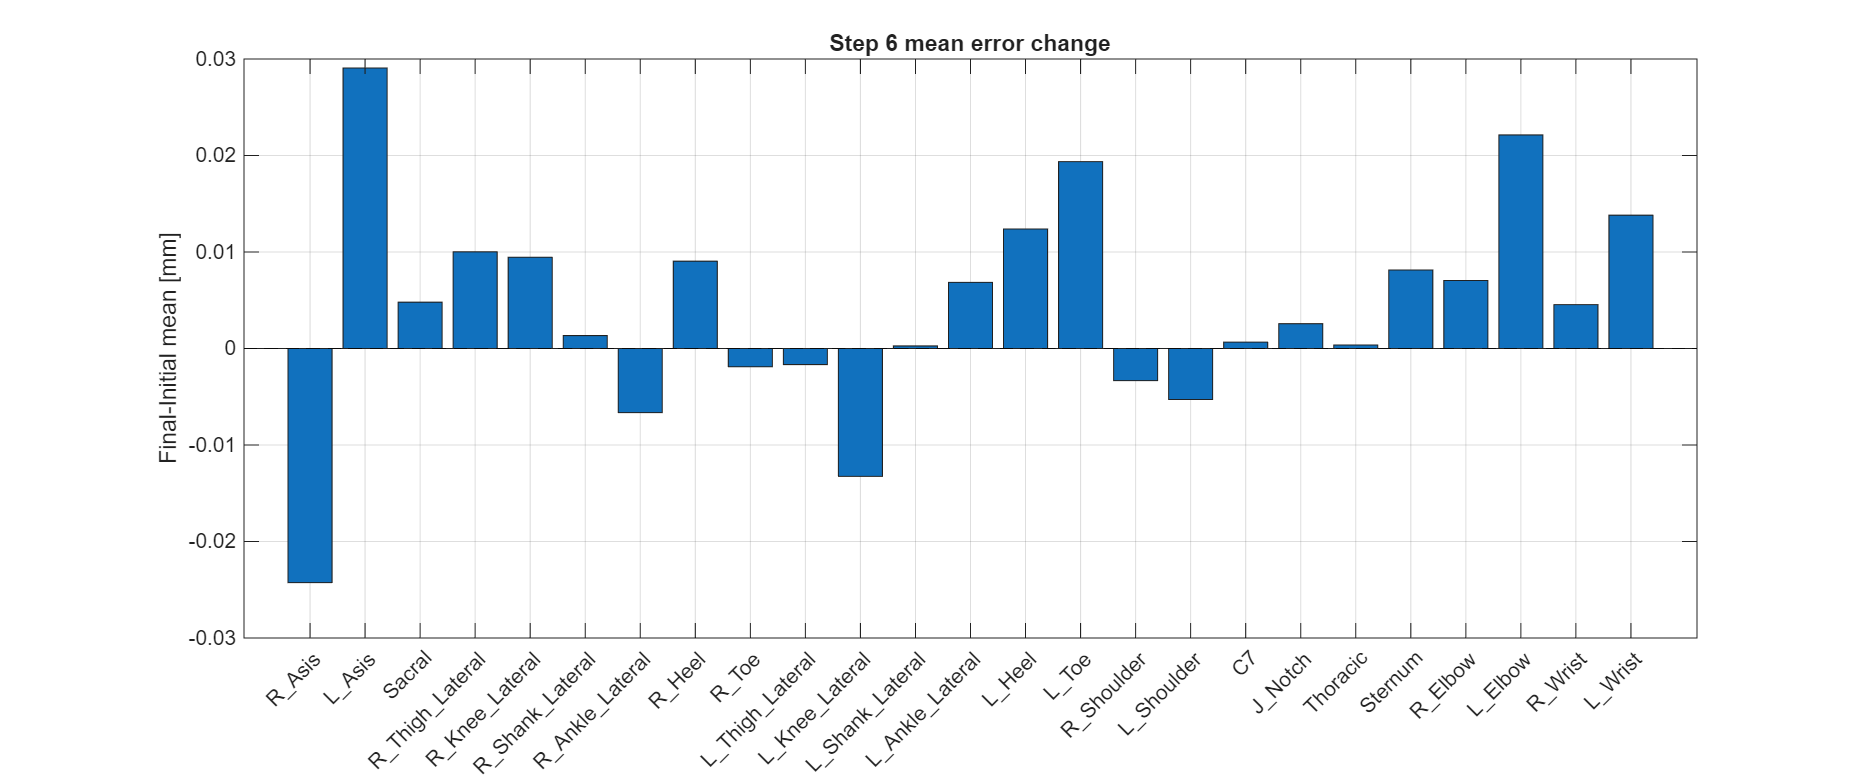 Step 6 mean error change
Final-Initial mean [mm]
0.03
0.02
0.01
0
-0.01
-0.02
-0.03
R_Asis
L_Asis
Sacral
R_Thigh_Lateral
R_Knee_Lateral
R_Shank_Lateral
R_Ankle_Lateral
R_Heel
R_Toe
L_Thigh_Lateral
L_Knee_Lateral
L_Shank_Lateral
L_Ankle_Lateral
L_Heel
L_Toe
R_Shoulder
L_Shoulder
C7
J_Notch
Thoracic
Sternum
R_Elbow
L_Elbow
R_Wrist
L_Wrist